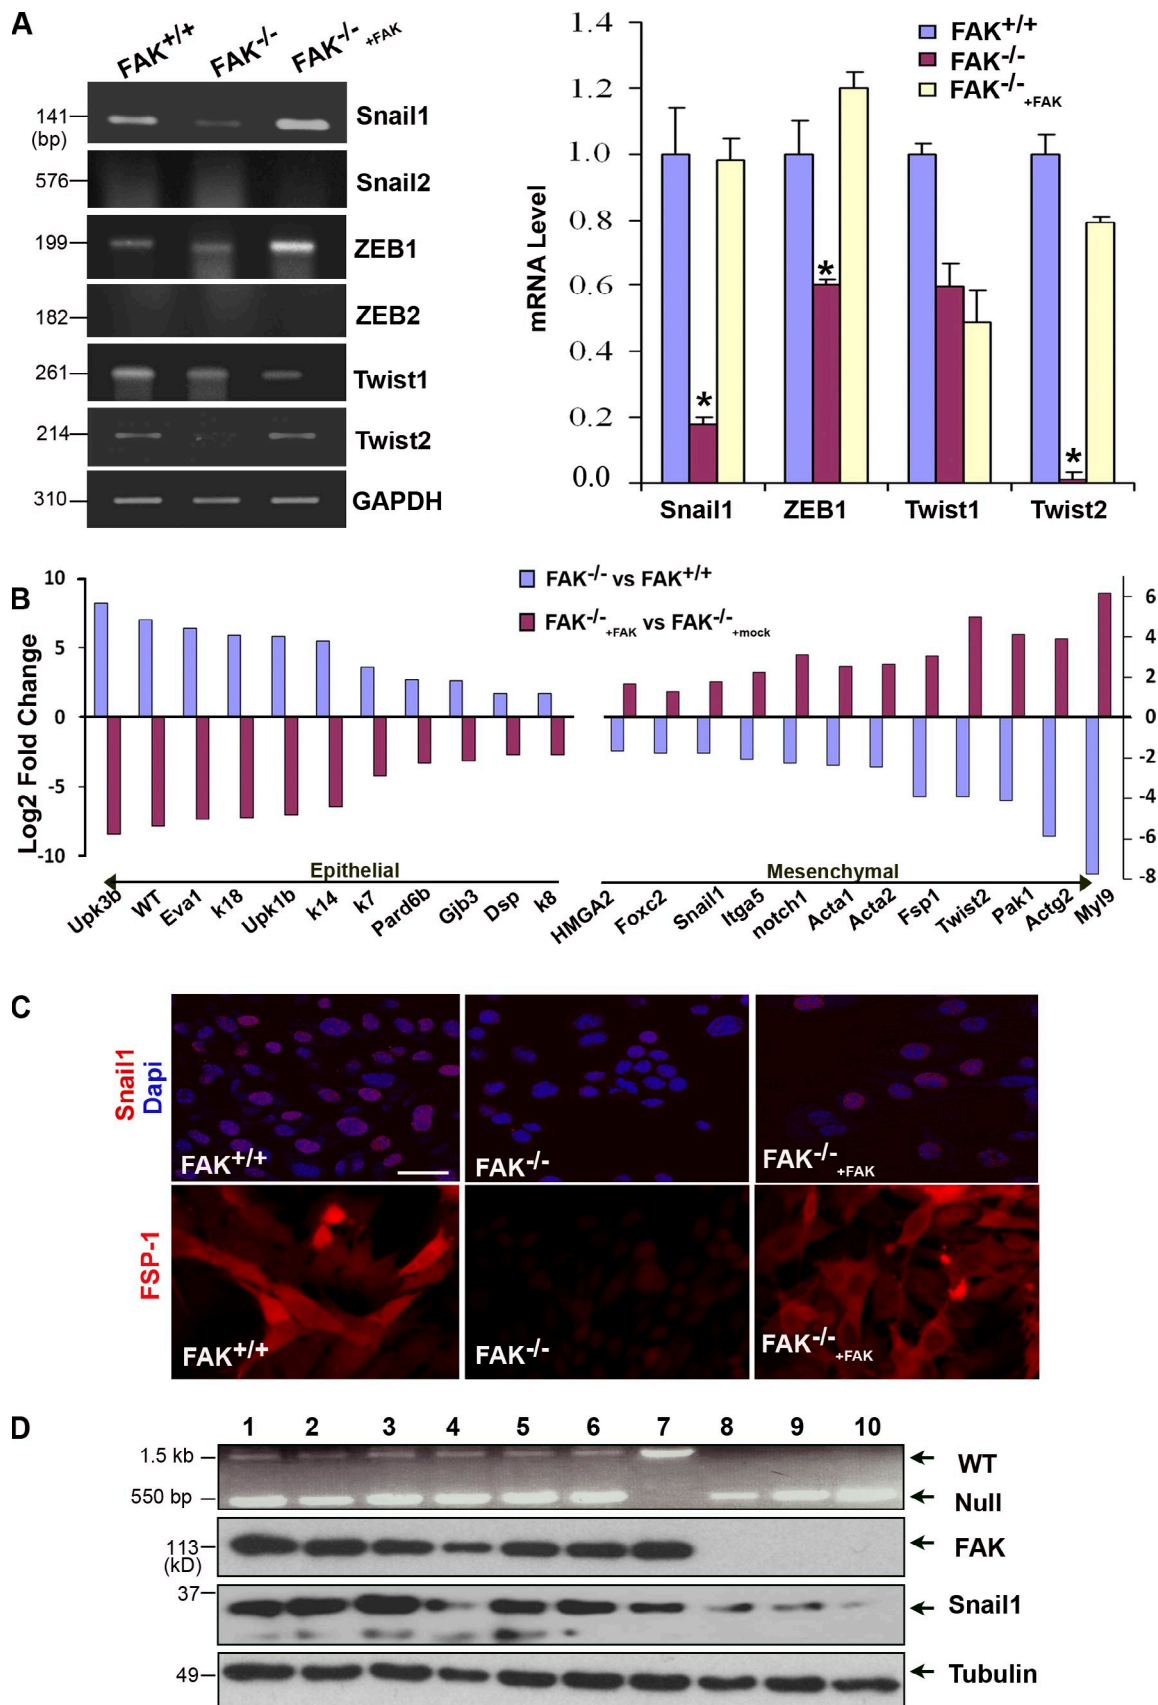 A
FAK+/+ FAK-/- FAK-/-+FAK
141
(bp)
Snail1
576
Snail2
199
ZEB1
182
ZEB2
261
Twist1
214
Twist2
310
GAPDH
mRNA Level
1.4
1.2
1.0
0.8
0.6
0.4
0.2
0.0
FAK+/+
FAK-/-
FAK-/-+FAK
*
*
*
Snail1 ZEB1 Twist1 Twist2
B
Log2 Fold Change
10
5
0
-5
-10
FAK-/- vs FAK+/+
FAK-/-+FAK vs FAK-/-+mock
6
4
2
0
-2
-4
-6
-8
Epithelial
Mesenchymal
Upk3b WT Eva1 k18 Upk1b k14 k7 Pard6b Gjb3 Dsp k8 HMGA2 Foxc2 Snail1 Itga5 notch1 Acta1 Acta2 Fsp1 Twist2 Pak1 Actg2 Myl9
C
Snail1
Dapi
FAK+/+
FAK-/-
FAK-/-+FAK
FSP-1
FAK+/+
FAK-/-
FAK-/-+FAK
D
1 2 3 4 5 6 7 8 9 10
1.5 kb
WT
550 bp
Null
113
(kD)
FAK
37
Snail1
49
Tubulin